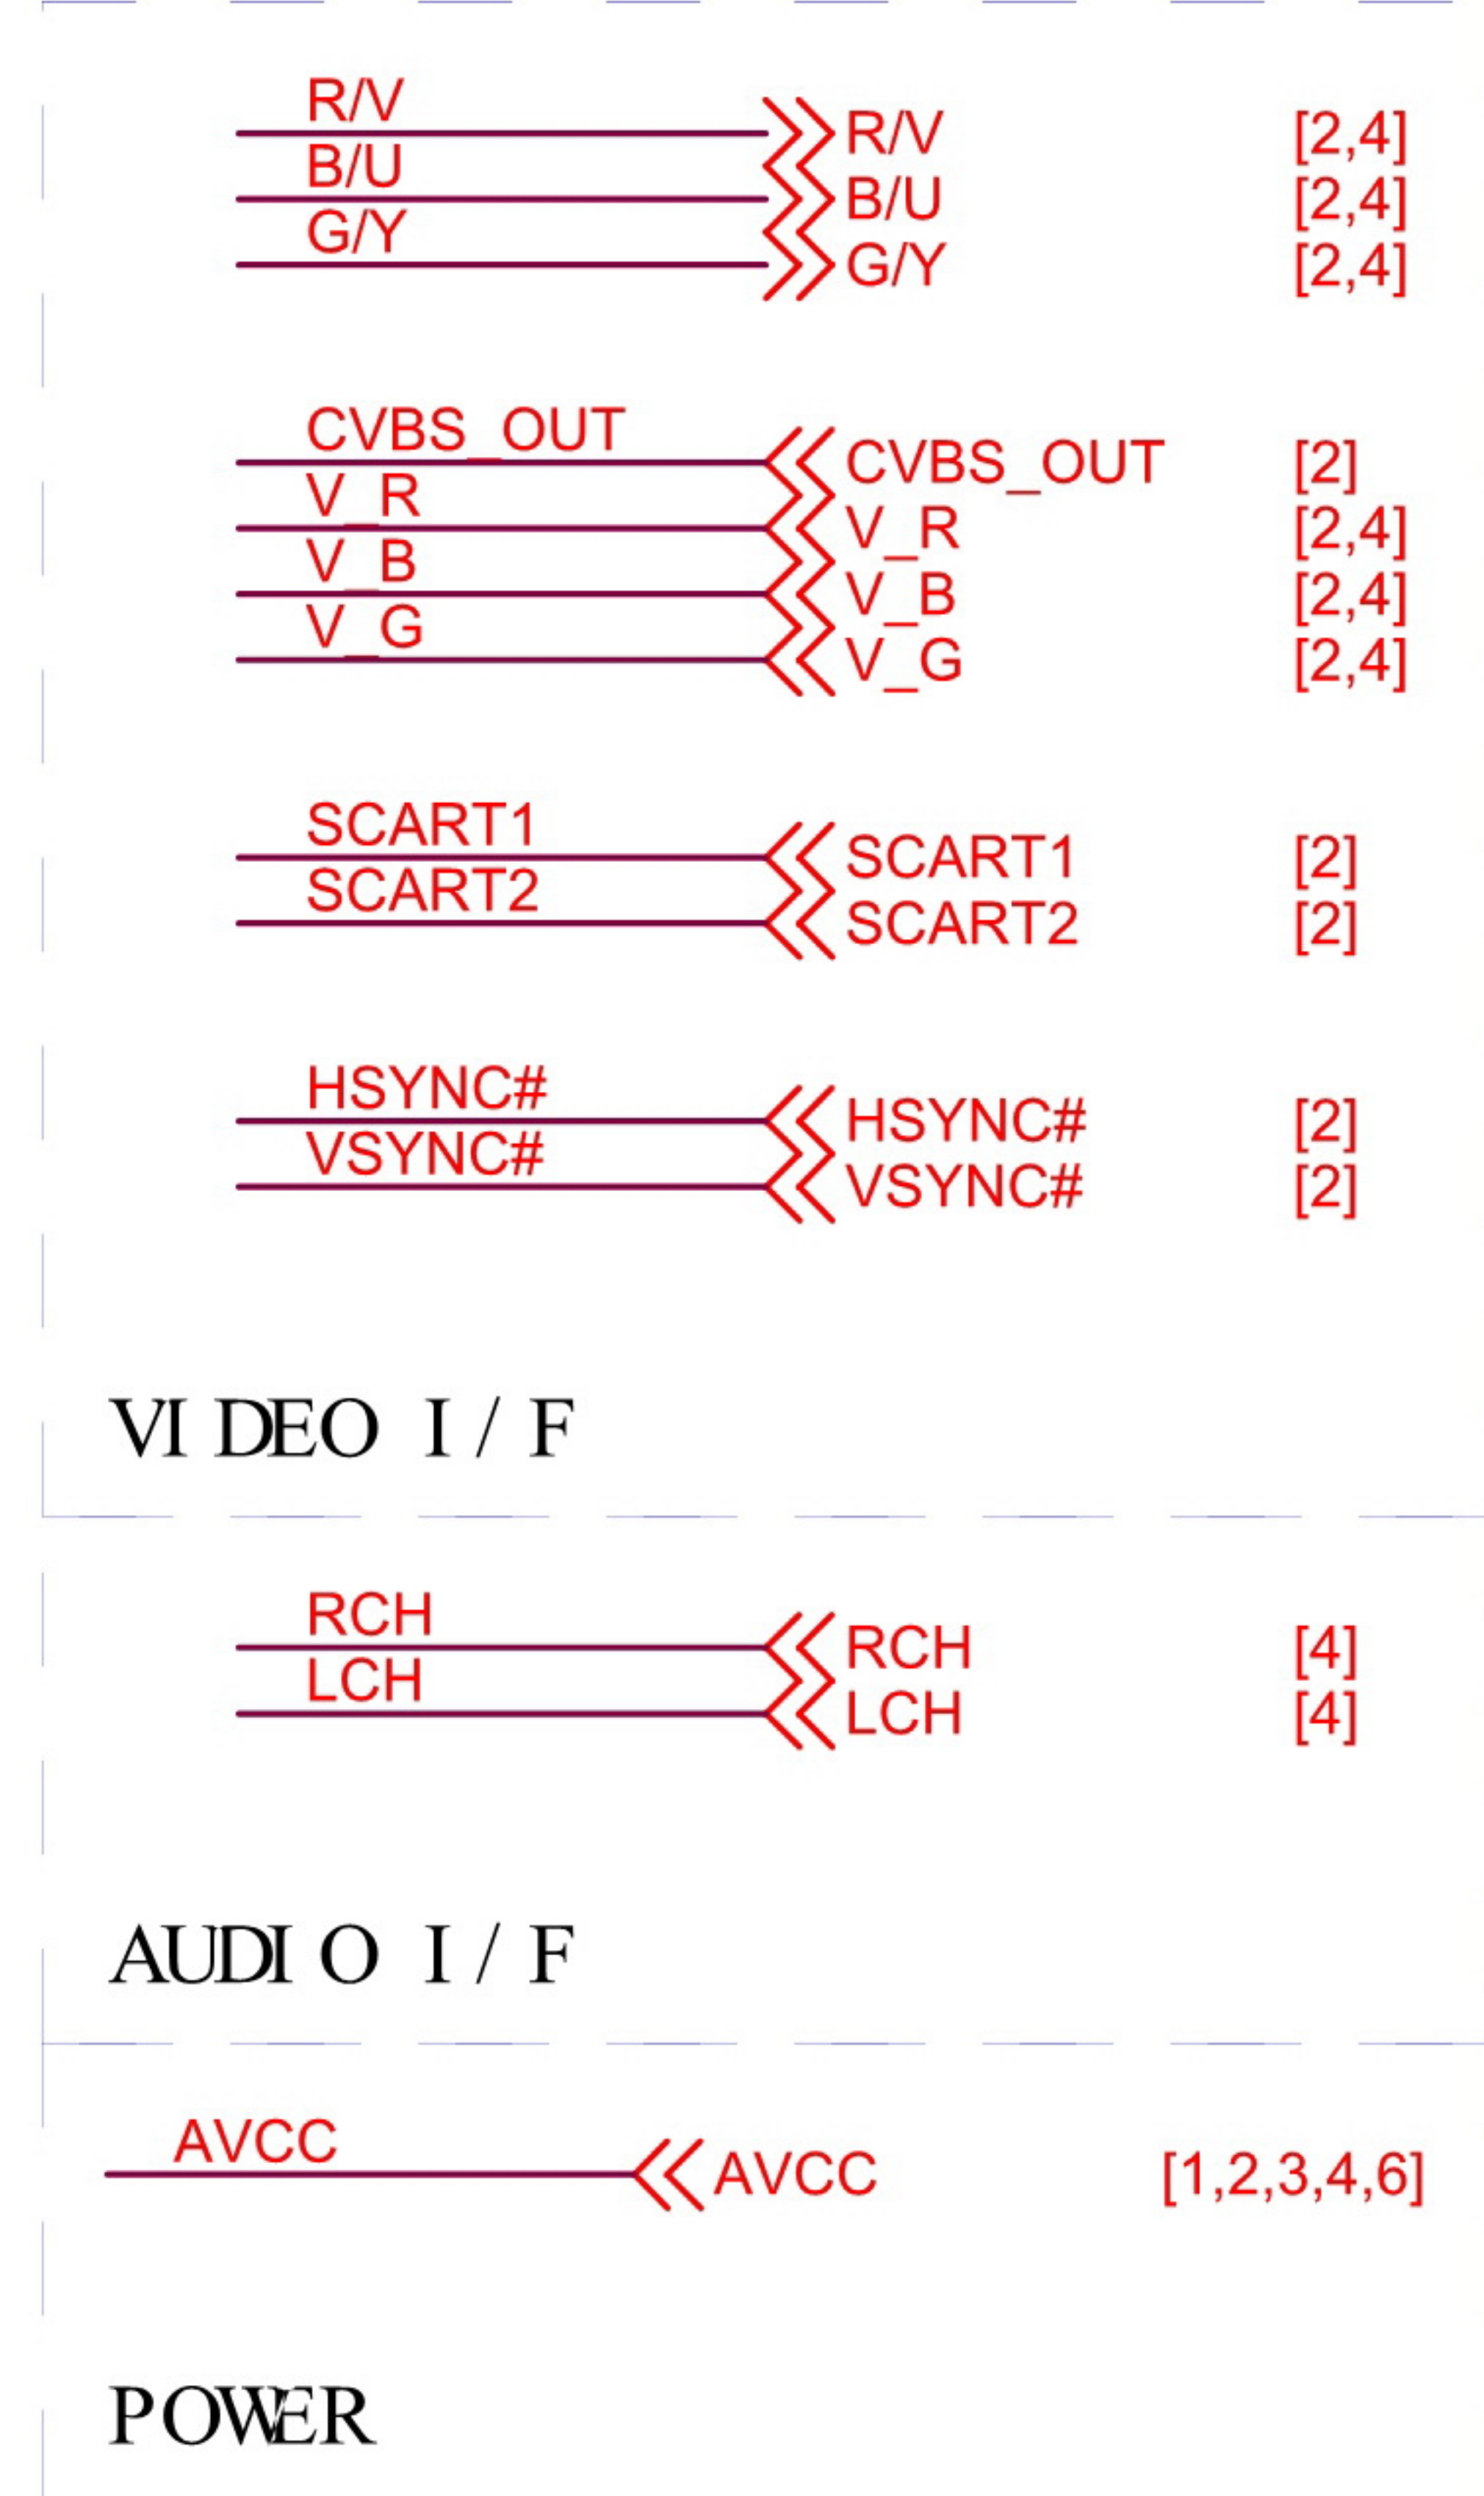 R/V
R/V [2,4]
B/U
B/U [2,4]
G/Y
G/Y [2,4]
CVBS_OUT
CVBS_OUT [2]
V_R
V_R [2,4]
V_B
V_B [2,4]
V_G
V_G [2,4]
SCART1
SCART1 [2]
SCART2
SCART2 [2]
HSYNC#
HSYNC# [2]
VSYNC#
VSYNC# [2]
VIDEO I/F
RCH
RCH [4]
LCH
LCH [4]
AUDIO I/F
AVCC
AVCC [1,2,3,4,6]
POWER